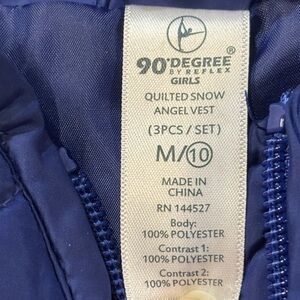 90°DEGREE®
BY REFLEX
GIRLS
QUILTED SNOW
ANGEL VEST
(3PCS / SET)
M/10
MADE IN
CHINA
RN 144527
Body:
100% POLYESTER
Contrast 1:
100% POLYESTER
Contrast 2:
100% POLYESTER